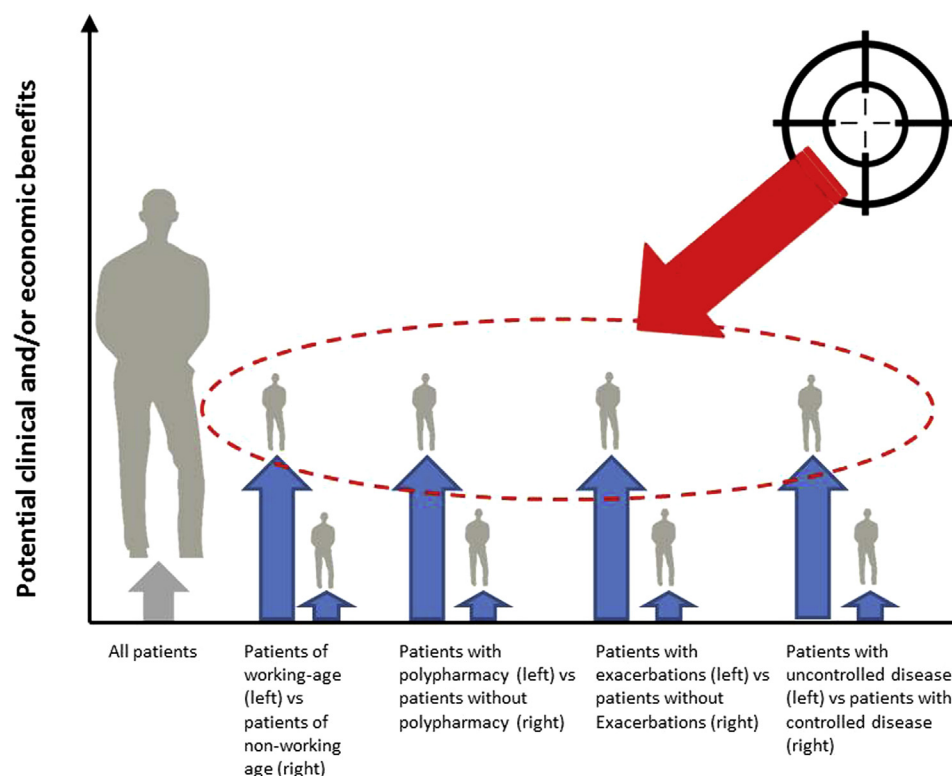 Potential clinical and/or economic benefits
All patients
Patients of
working-age
(left) vs
patients of
non-working
age (right)
Patients with
polypharmacy (left) vs
patients without
polypharmacy (right)
Patients with
exacerbations (left) vs
patients without
Exacerbations (right)
Patients with
uncontrolled disease
(left) vs patients with
controlled disease
(right)